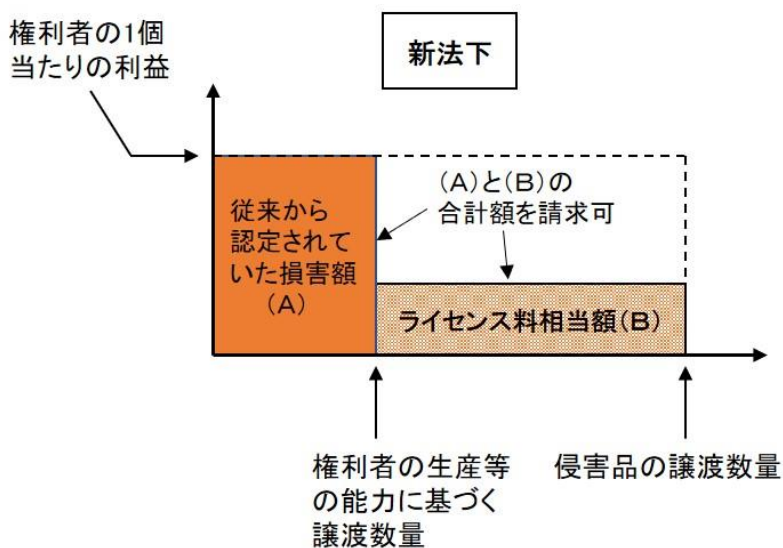 権利者の1個
当たりの利益
新法下
(A)と(B)の
合計額を請求可
従来から
認定されて
いた損害額
(A)
ライセンス料相当額(B)
権利者の生産等
の能力に基づく
譲渡数量
侵害品の譲渡数量